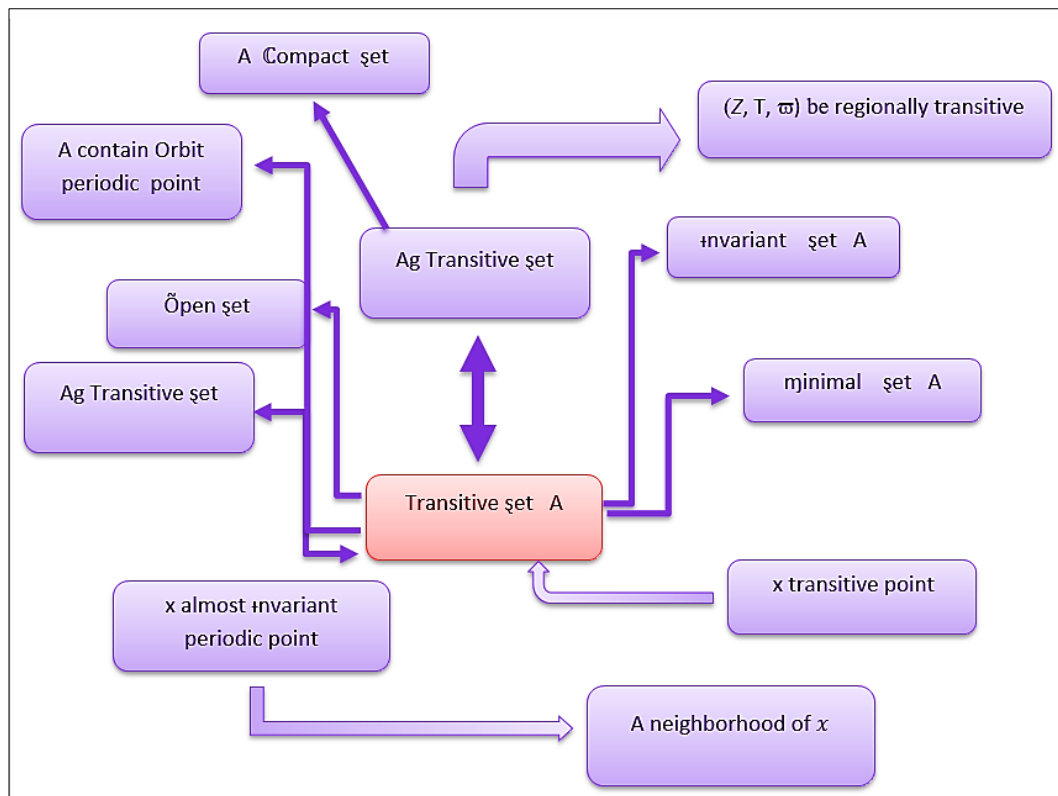 A ℂompact şet
(Z, T, ϖ) be regionally transitive
A contain Orbit
periodic point
Ag Transitive şet
ɨnvariant şet A
Õpen şet
Ag Transitive şet
ɱinimal şet A
Transitive şet A
x transitive point
x almost ɨnvariant
periodic point
A neighborhood of 𝑥